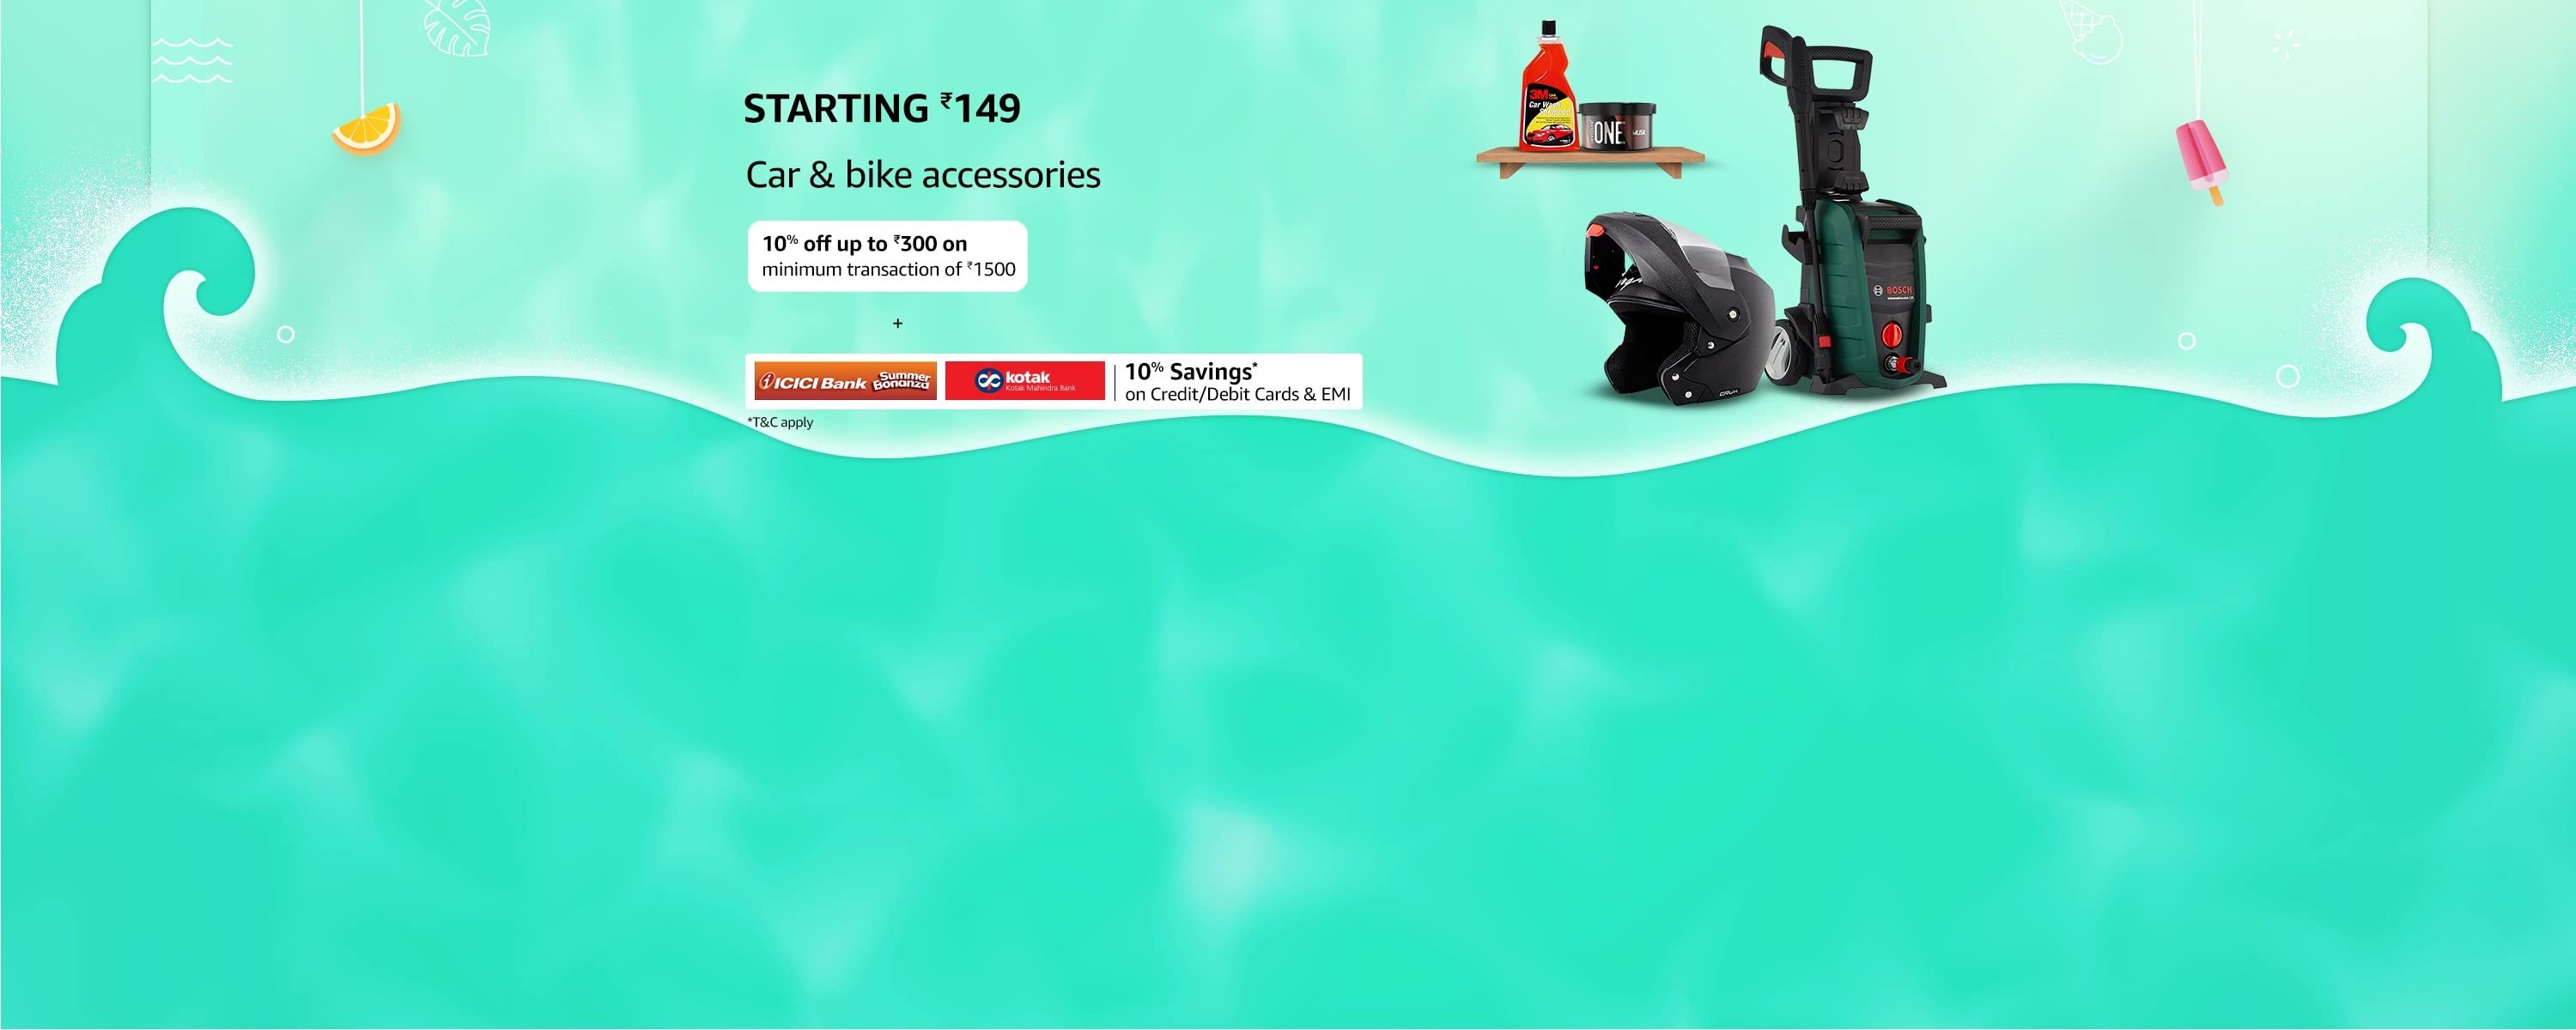 STARTING ₹149
Car & bike accessories
10% off up to ₹300 on
minimum transaction of ₹1500
+
ICICI Bank Summer Bonanza
kotak
Kotak Mahindra Bank
10% Savings*
on Credit/Debit Cards & EMI
*T&C apply
3M
Car Wash
Shampoo
ONE
MUSK
BOSCH